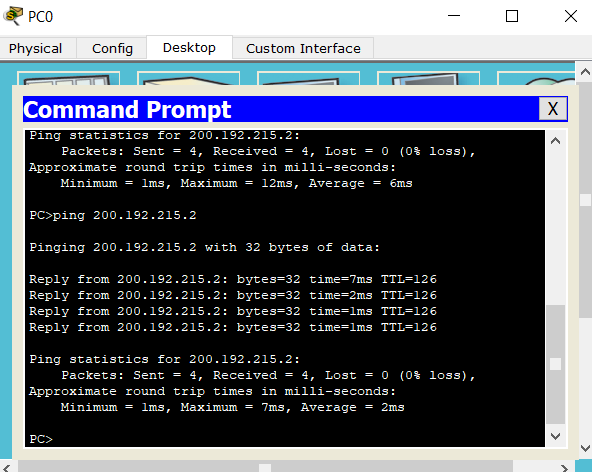 PC0
Physical Config Desktop Custom Interface
Command Prompt X
Ping statistics for 200.192.215.2:
    Packets: Sent = 4, Received = 4, Lost = 0 (0% loss),
Approximate round trip times in milli-seconds:
    Minimum = 1ms, Maximum = 12ms, Average = 6ms
PC>ping 200.192.215.2
Pinging 200.192.215.2 with 32 bytes of data:
Reply from 200.192.215.2: bytes=32 time=7ms TTL=126
Reply from 200.192.215.2: bytes=32 time=2ms TTL=126
Reply from 200.192.215.2: bytes=32 time=1ms TTL=126
Reply from 200.192.215.2: bytes=32 time=1ms TTL=126
Ping statistics for 200.192.215.2:
    Packets: Sent = 4, Received = 4, Lost = 0 (0% loss),
Approximate round trip times in milli-seconds:
    Minimum = 1ms, Maximum = 7ms, Average = 2ms
PC>